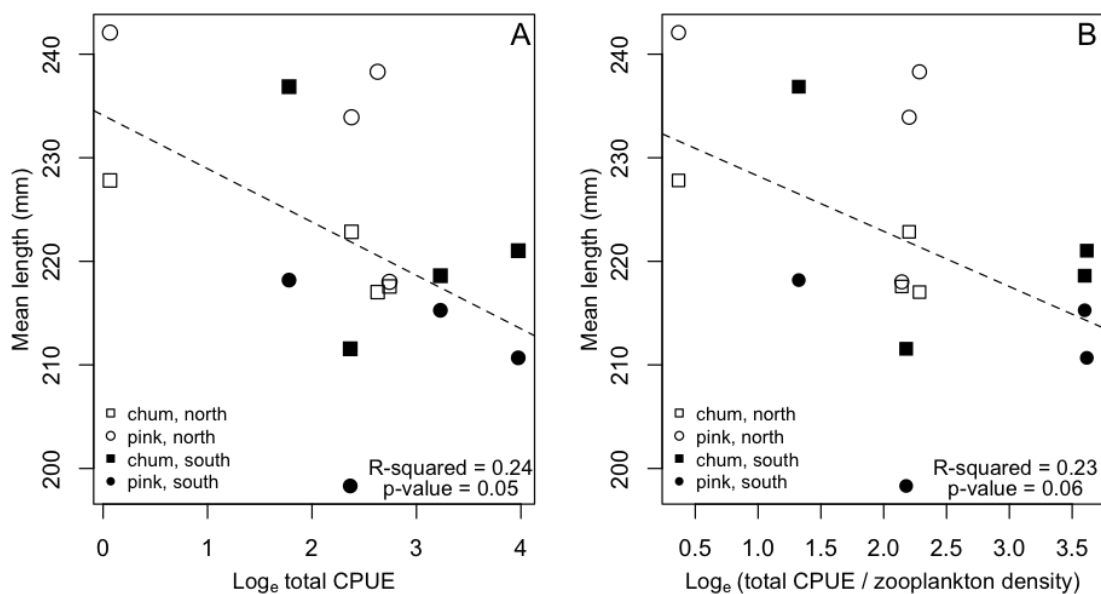 A
Mean length (mm)
240
230
220
210
200
chum, north
pink, north
chum, south
pink, south
R-squared = 0.24
p-value = 0.05
0 1 2 3 4
Logₑ total CPUE
B
Mean length (mm)
240
230
220
210
200
chum, north
pink, north
chum, south
pink, south
R-squared = 0.23
p-value = 0.06
0.5 1.0 1.5 2.0 2.5 3.0 3.5
Logₑ (total CPUE / zooplankton density)